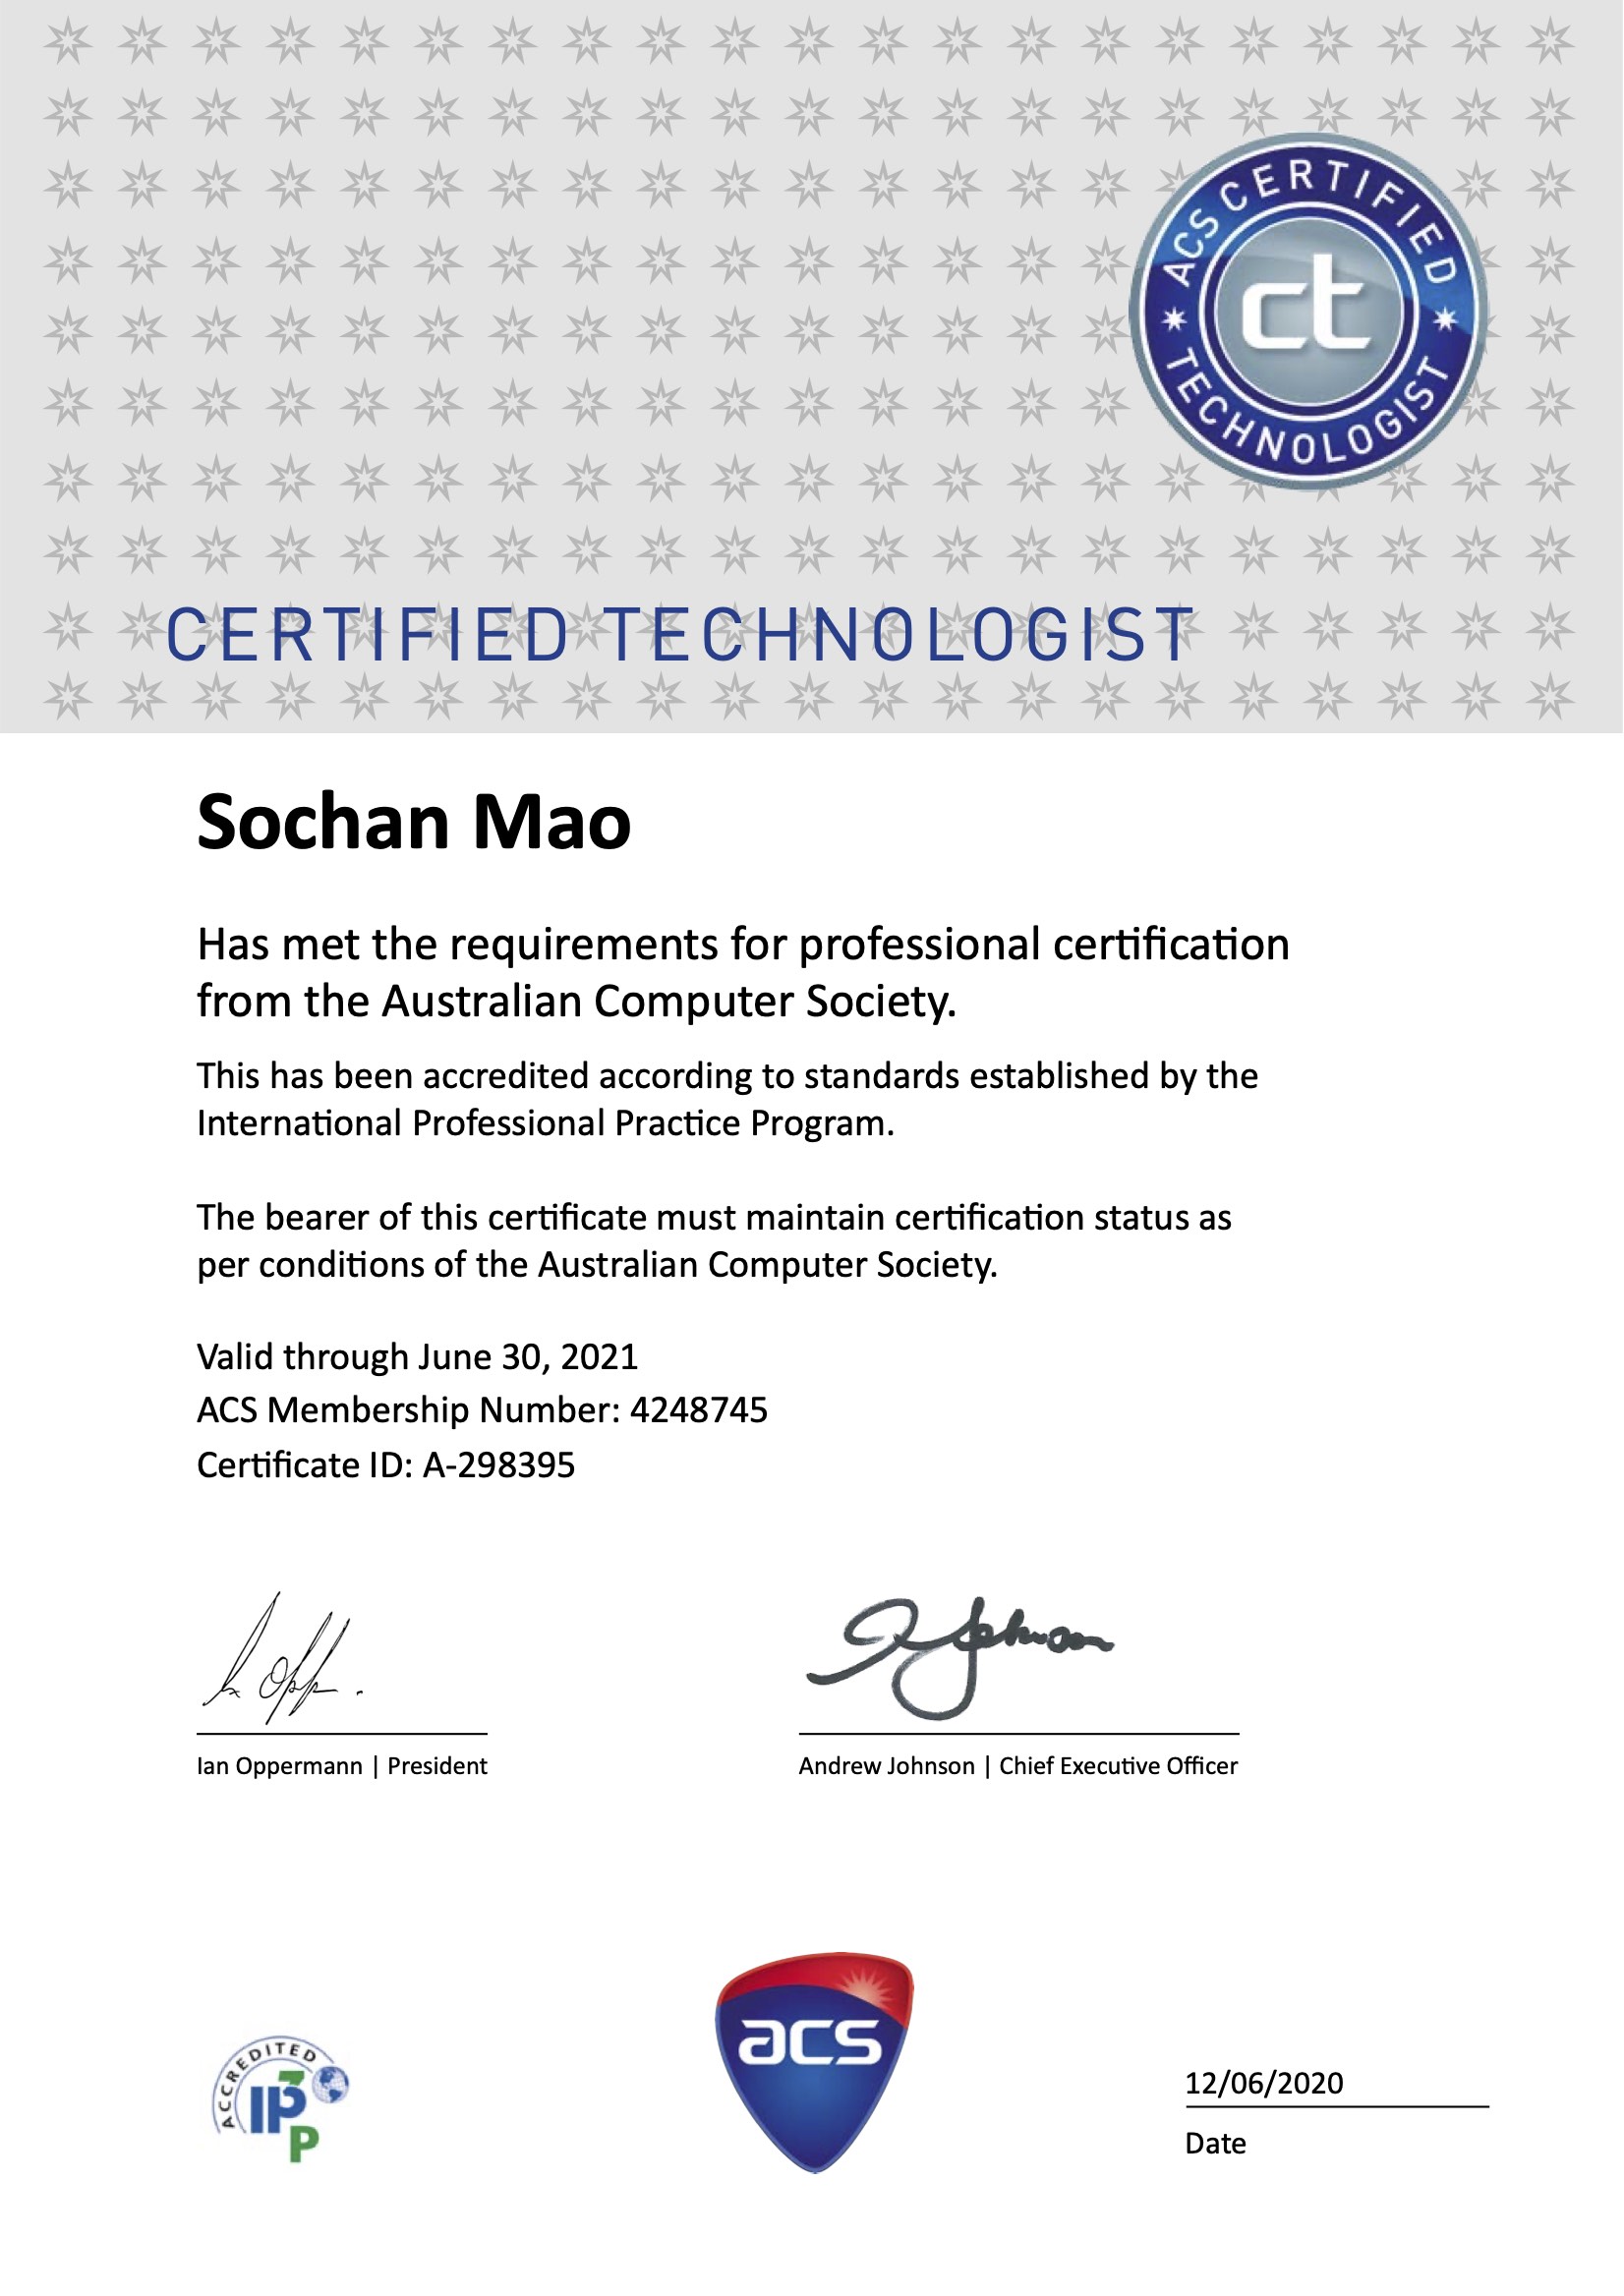 ACS CERTIFIED
ct
TECHNOLOGIST
CERTIFIED TECHNOLOGIST
Sochan Mao
Has met the requirements for professional certification
from the Australian Computer Society.
This has been accredited according to standards established by the
International Professional Practice Program.
The bearer of this certificate must maintain certification status as
per conditions of the Australian Computer Society.
Valid through June 30, 2021
ACS Membership Number: 4248745
Certificate ID: A-298395
Ian Oppermann | President
Andrew Johnson | Chief Executive Officer
acs
ACCREDITED
IP3
P
12/06/2020
Date